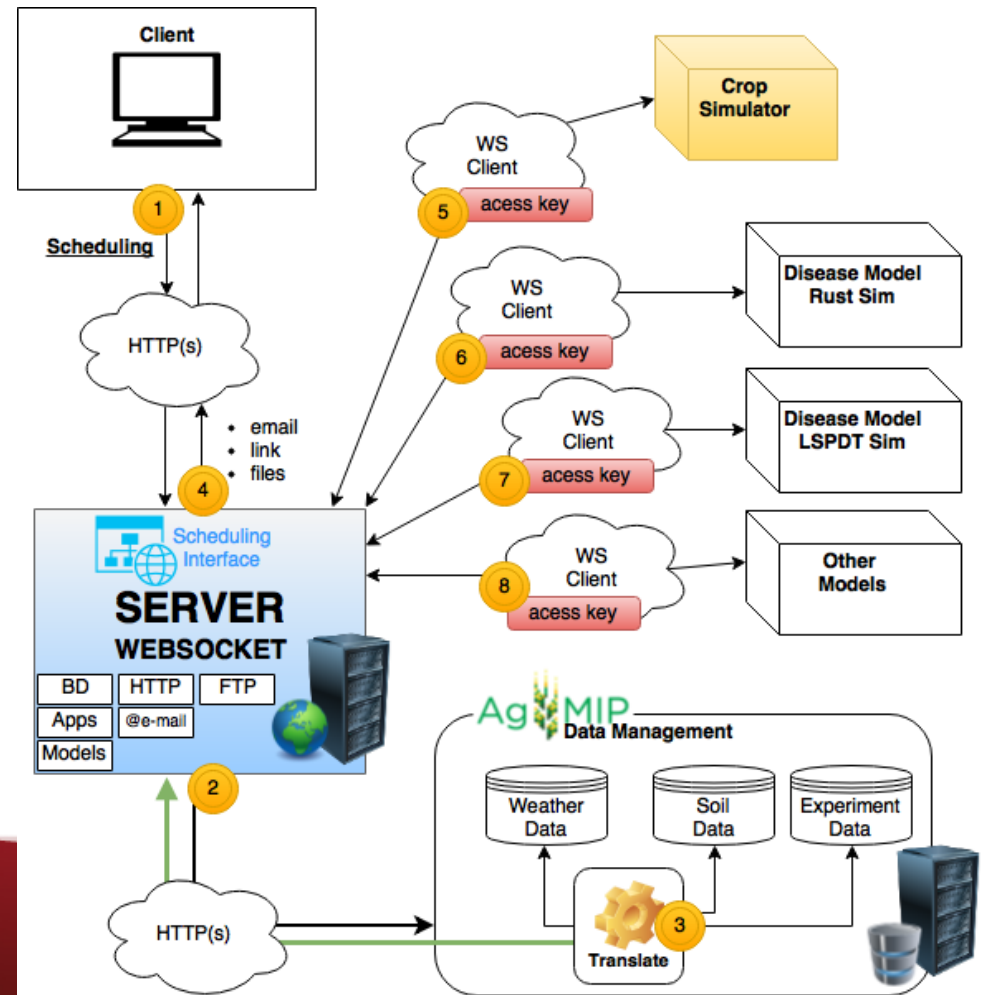 Client
1
Scheduling
HTTP(s)
4
• email
• link
• files
Scheduling
Interface
SERVER
WEBSOCKET
BD
HTTP
FTP
Apps
@e-mail
Models
2
HTTP(s)
WS
Client
5
acess key
Crop
Simulator
WS
Client
6
acess key
Disease Model
Rust Sim
WS
Client
7
acess key
Disease Model
LSPDT Sim
WS
Client
8
acess key
Other
Models
AgMIP
Data Management
Weather
Data
Soil
Data
Experiment
Data
3
Translate